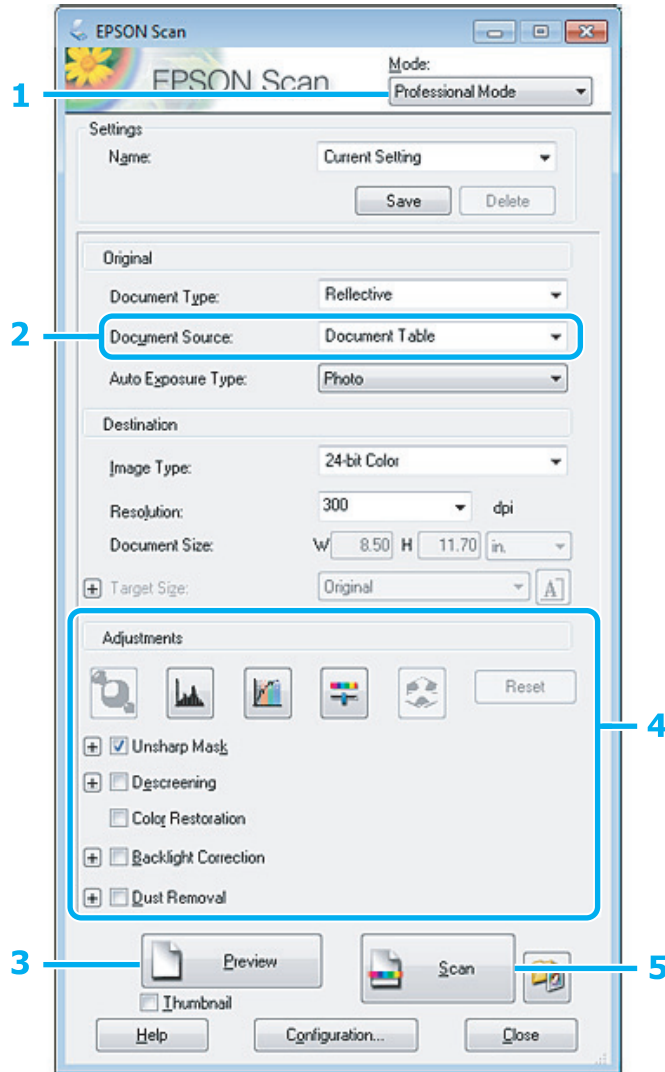 EPSON Scan
EPSON Scan
Mode:
1
Professional Mode
Settings
Name: Current Setting
Save Delete
Original
Document Type: Reflective
2 Document Source: Document Table
Auto Exposure Type: Photo
Destination
Image Type: 24-bit Color
Resolution: 300 dpi
Document Size: W 8.50 H 11.70 in.
Target Size: Original A
Adjustments
Reset
4
Unsharp Mask
Descreening
Color Restoration
Backlight Correction
Dust Removal
3 Preview Scan 5
Thumbnail
Help Configuration... Close